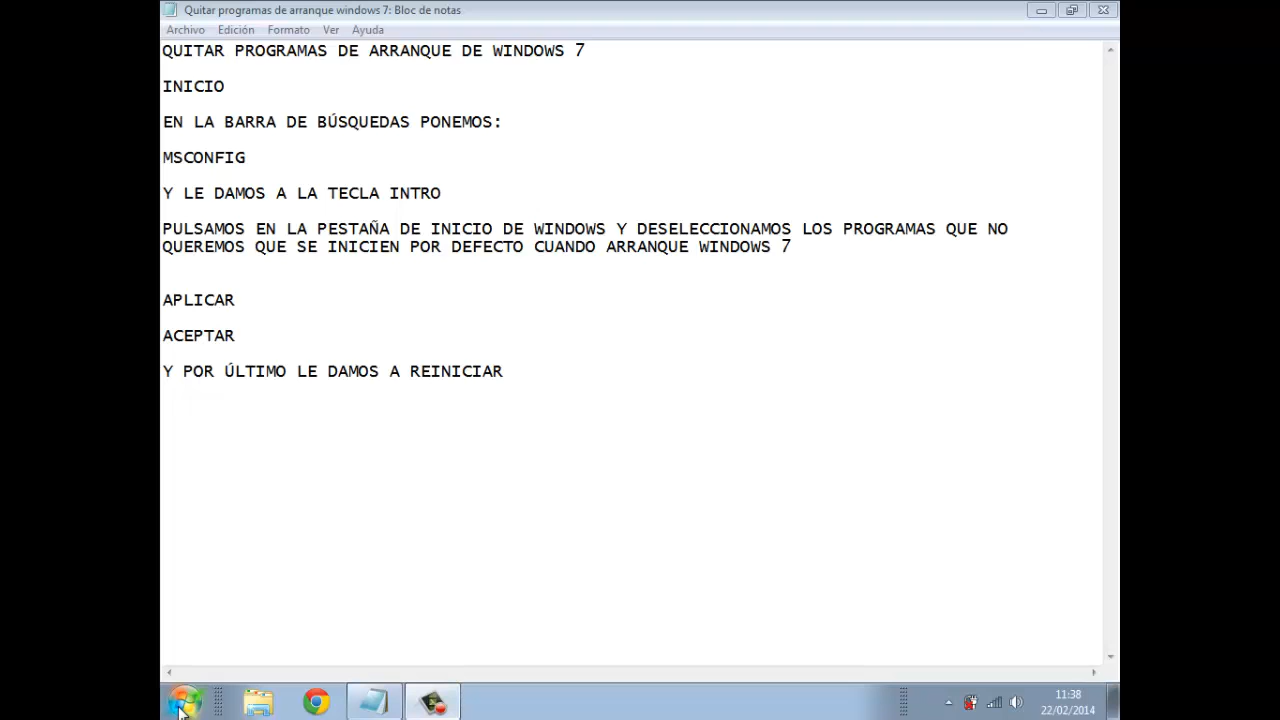 Quitar programas de arranque windows 7: Bloc de notas
Archivo Edición Formato Ver Ayuda
QUITAR PROGRAMAS DE ARRANQUE DE WINDOWS 7
INICIO
EN LA BARRA DE BÚSQUEDAS PONEMOS:
MSCONFIG
Y LE DAMOS A LA TECLA INTRO
PULSAMOS EN LA PESTAÑA DE INICIO DE WINDOWS Y DESELECCIONAMOS LOS PROGRAMAS QUE NO
QUEREMOS QUE SE INICIEN POR DEFECTO CUANDO ARRANQUE WINDOWS 7
APLICAR
ACEPTAR
Y POR ÚLTIMO LE DAMOS A REINICIAR
11:38
22/02/2014